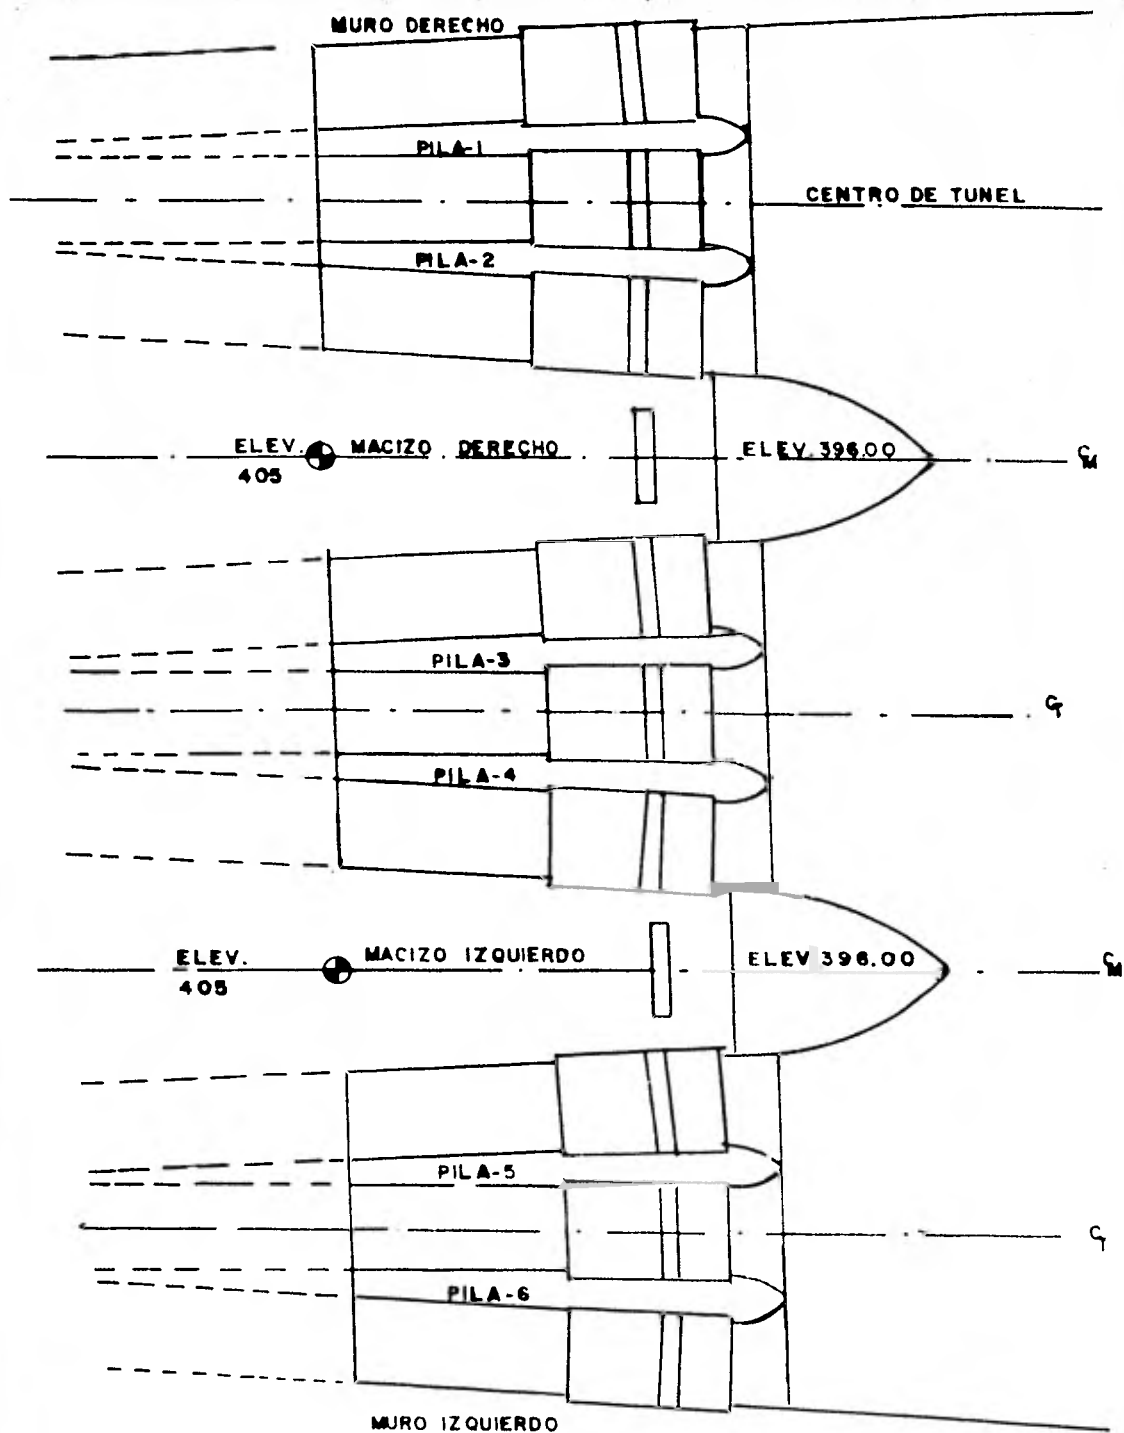 MURO DERECHO
PILA-1
CENTRO DE TUNEL
PILA-2
ELEV.
405
MACIZO DERECHO
ELEV. 396.00
PILA-3
PILA-4
ELEV.
405
MACIZO IZQUIERDO
ELEV 396.00
PILA-5
PILA-6
MURO IZQUIERDO